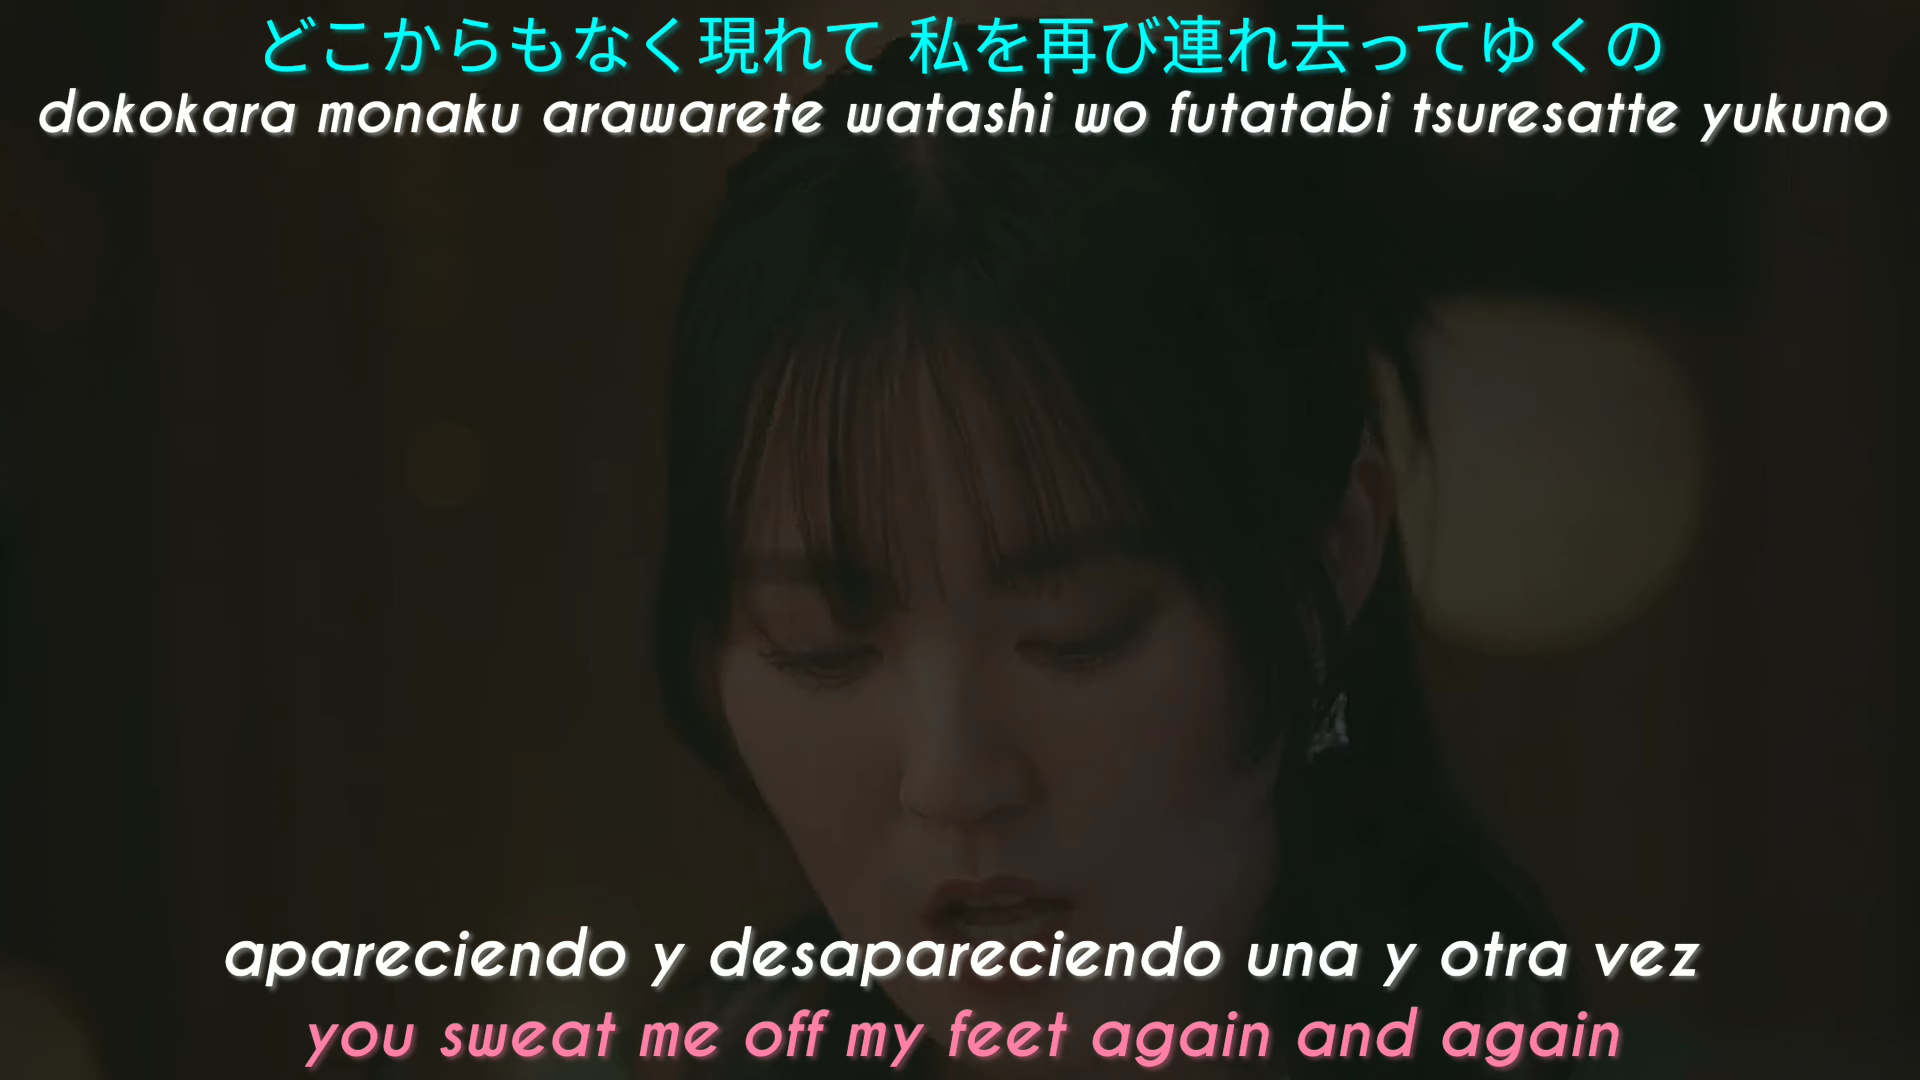 どこからもなく現れて 私を再び連れ去ってゆくの
dokokara monaku arawarete watashi wo futatabi tsuresatte yukuno
apareciendo y desapareciendo una y otra vez
you sweat me off my feet again and again